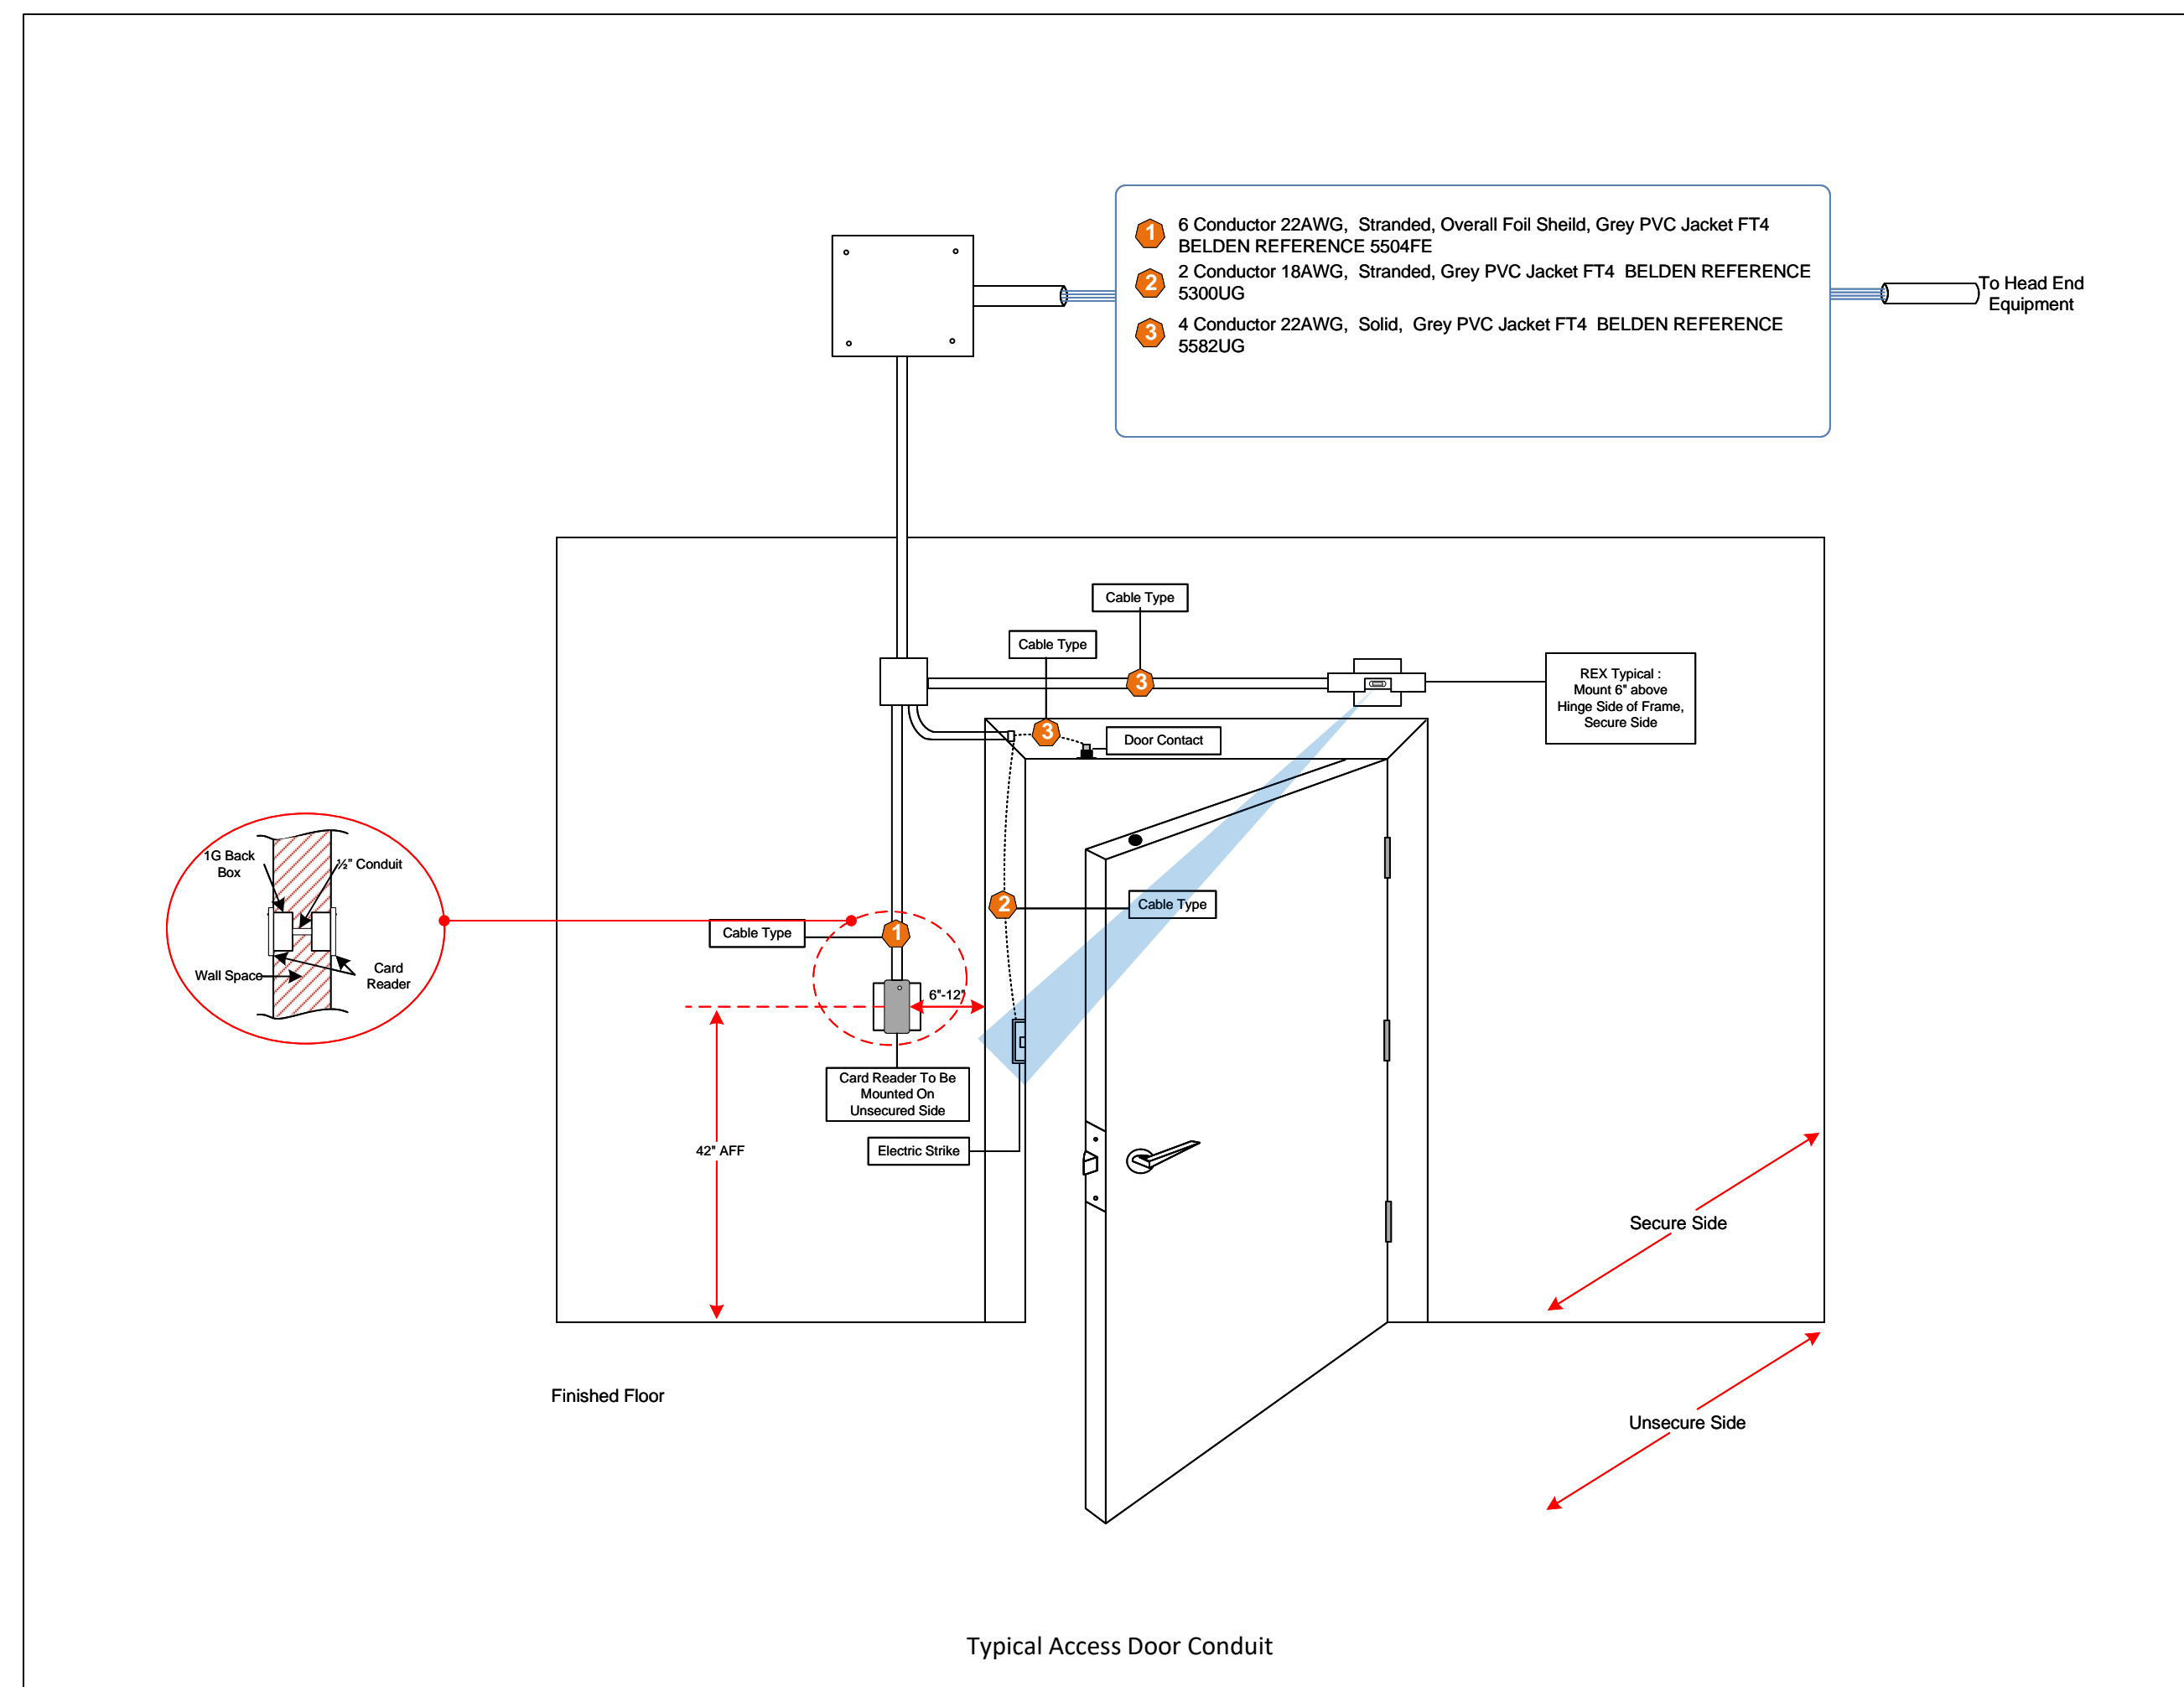 1
6 Conductor 22AWG,  Stranded, Overall Foil Sheild, Grey PVC Jacket FT4
BELDEN REFERENCE 5504FE
2
2 Conductor 18AWG,  Stranded, Grey PVC Jacket FT4  BELDEN REFERENCE
5300UG
3
4 Conductor 22AWG,  Solid,  Grey PVC Jacket FT4  BELDEN REFERENCE
5582UG
To Head End
Equipment
Cable Type
Cable Type
3
REX Typical :
Mount 6" above
Hinge Side of Frame,
Secure Side
3
Door Contact
1G Back
Box
½" Conduit
Wall Space
Card
Reader
Cable Type
1
2
Cable Type
6"-12"
Card Reader To Be
Mounted On
Unsecured Side
Electric Strike
42" AFF
Secure Side
Finished Floor
Unsecure Side
Typical Access Door Conduit